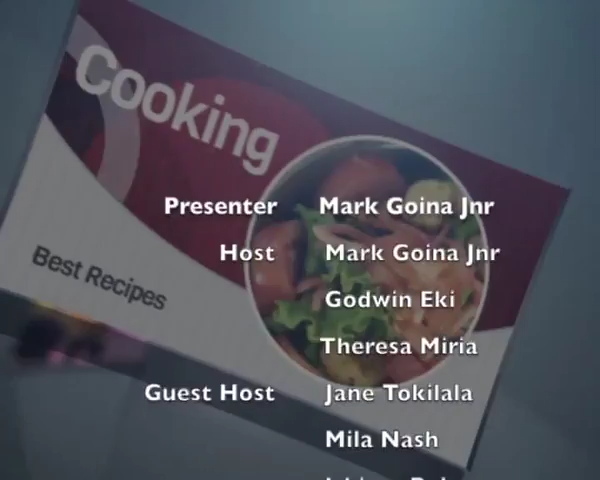 Cooking
Presenter Mark Goina Jnr
Host Mark Goina Jnr
Best Recipes
Godwin Eki
Theresa Miria
Guest Host Jane Tokilala
Mila Nash